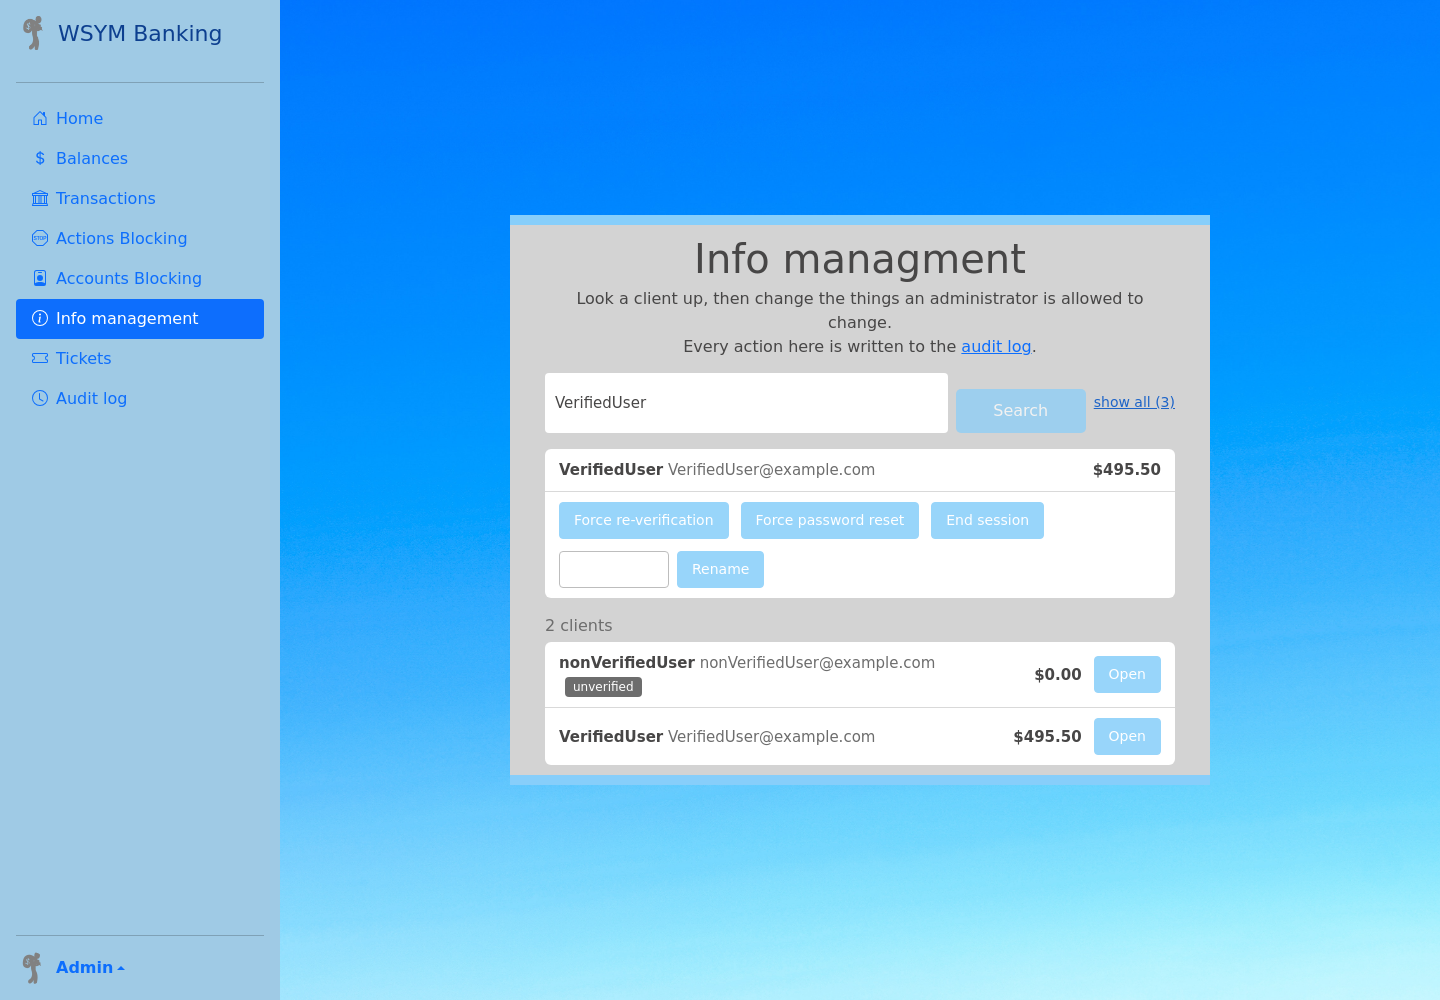 WSYM Banking
Home
Balances
Transactions
Actions Blocking
Accounts Blocking
Info management
Tickets
Audit log
Admin
Info managment
Look a client up, then change the things an administrator is allowed to
change.
Every action here is written to the audit log.
VerifiedUser
Search
show all (3)
VerifiedUser VerifiedUser@example.com
$495.50
Force re-verification
Force password reset
End session
Rename
2 clients
nonVerifiedUser nonVerifiedUser@example.com
unverified
$0.00
Open
VerifiedUser VerifiedUser@example.com
$495.50
Open